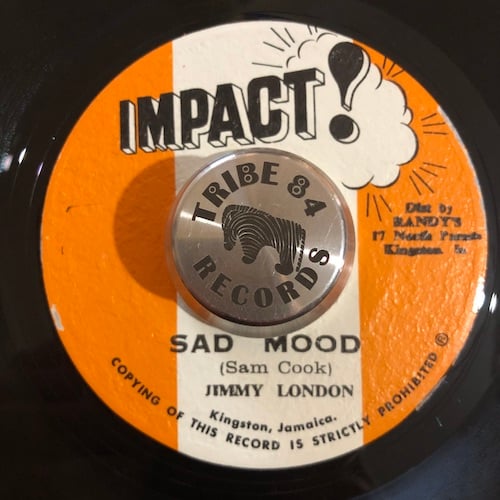 IMPACT!
TRIBE 84
RECORDS
Dist by
RANDY'S
17 North Parade
Kingston Ja
SAD MOOD
(Sam Cook)
JIMMY LONDON
Kingston, Jamaica.
COPYING OF THIS RECORD IS STRICTLY PROHIBITED ®